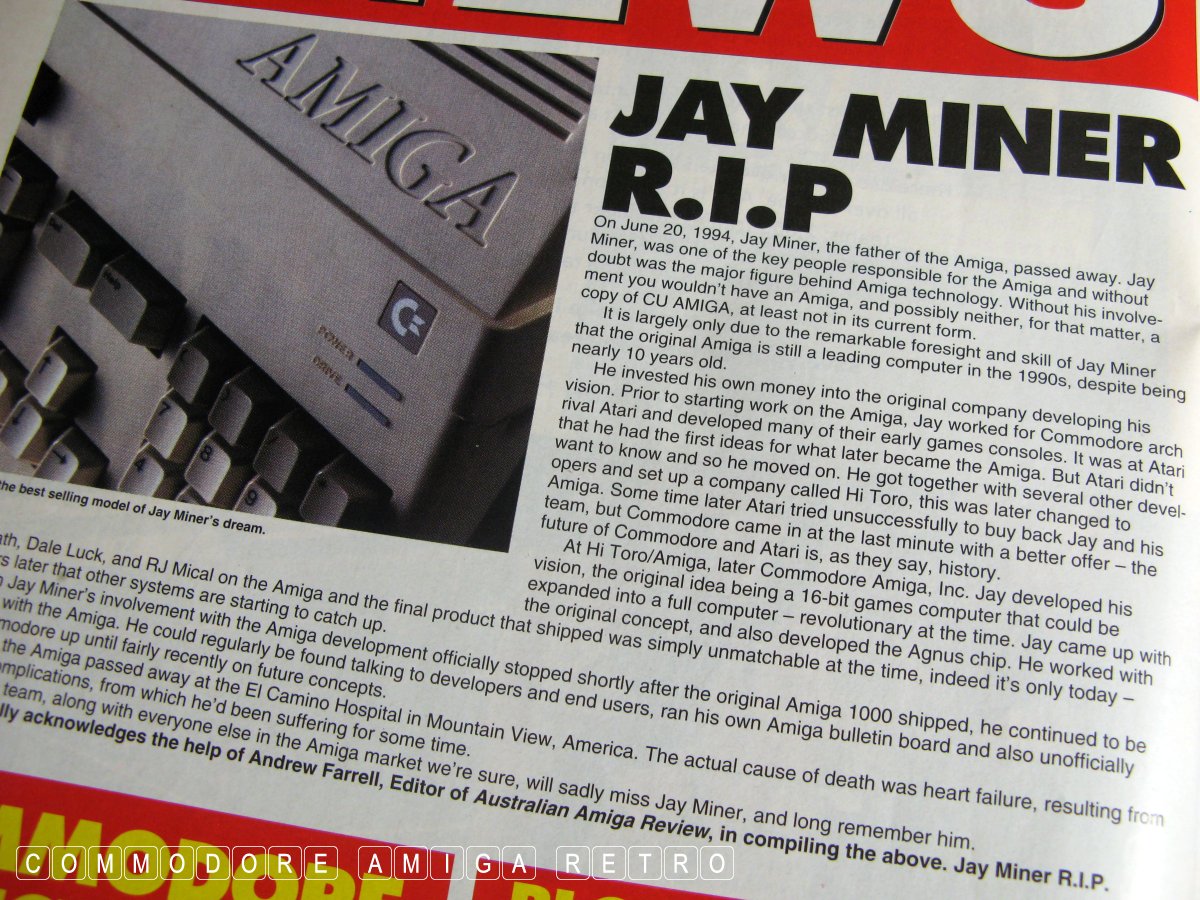 NEWS
AMIGA
POWER
DRIVE
7
8
4
9
the best selling model of Jay Miner's dream.
JAY MINER
R.I.P
On June 20, 1994, Jay Miner, the father of the Amiga, passed away. Jay
Miner, was one of the key people responsible for the Amiga and without
doubt was the major figure behind Amiga technology. Without his involve-
ment you wouldn't have an Amiga, and possibly neither, for that matter, a
copy of CU AMIGA, at least not in its current form.
It is largely only due to the remarkable foresight and skill of Jay Miner
that the original Amiga is still a leading computer in the 1990s, despite being
nearly 10 years old.
He invested his own money into the original company developing his
vision. Prior to starting work on the Amiga, Jay worked for Commodore arch
rival Atari and developed many of their early games consoles. It was at Atari
that he had the first ideas for what later became the Amiga. But Atari didn't
want to know and so he moved on. He got together with several other devel-
opers and set up a company called Hi Toro, this was later changed to
Amiga. Some time later Atari tried unsuccessfully to buy back Jay and his
team, but Commodore came in at the last minute with a better offer – the
future of Commodore and Atari is, as they say, history.
At Hi Toro/Amiga, later Commodore Amiga, Inc. Jay developed his
vision, the original idea being a 16-bit games computer that could be
expanded into a full computer – revolutionary at the time. Jay came up with
the original concept, and also developed the Agnus chip. He worked with
Dale Luck, and RJ Mical on the Amiga and the final product that shipped was simply unmatchable at the time, indeed it's only today –
later that other systems are starting to catch up.
Jay Miner's involvement with the Amiga development officially stopped shortly after the original Amiga 1000 shipped, he continued to be
with the Amiga. He could regularly be found talking to developers and end users, ran his own Amiga bulletin board and also unofficially
up until fairly recently on future concepts.
the Amiga passed away at the El Camino Hospital in Mountain View, America. The actual cause of death was heart failure, resulting from
from which he'd been suffering for some time.
team, along with everyone else in the Amiga market we're sure, will sadly miss Jay Miner, and long remember him.
acknowledges the help of Andrew Farrell, Editor of Australian Amiga Review, in compiling the above. Jay Miner R.I.P.
COMMODORE AMIGA RETRO